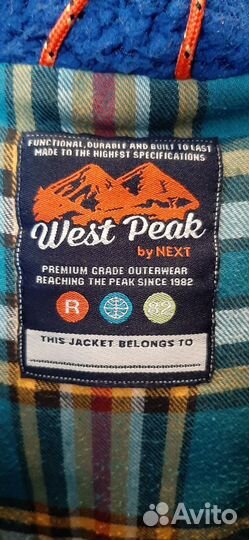 FUNCTIONAL, DURABLE AND BUILT TO LAST
MADE TO THE HIGHEST SPECIFICATIONS
West Peak
by NEXT
PREMIUM GRADE OUTERWEAR
REACHING THE PEAK SINCE 1982
R 82
THIS JACKET BELONGS TO
Avito